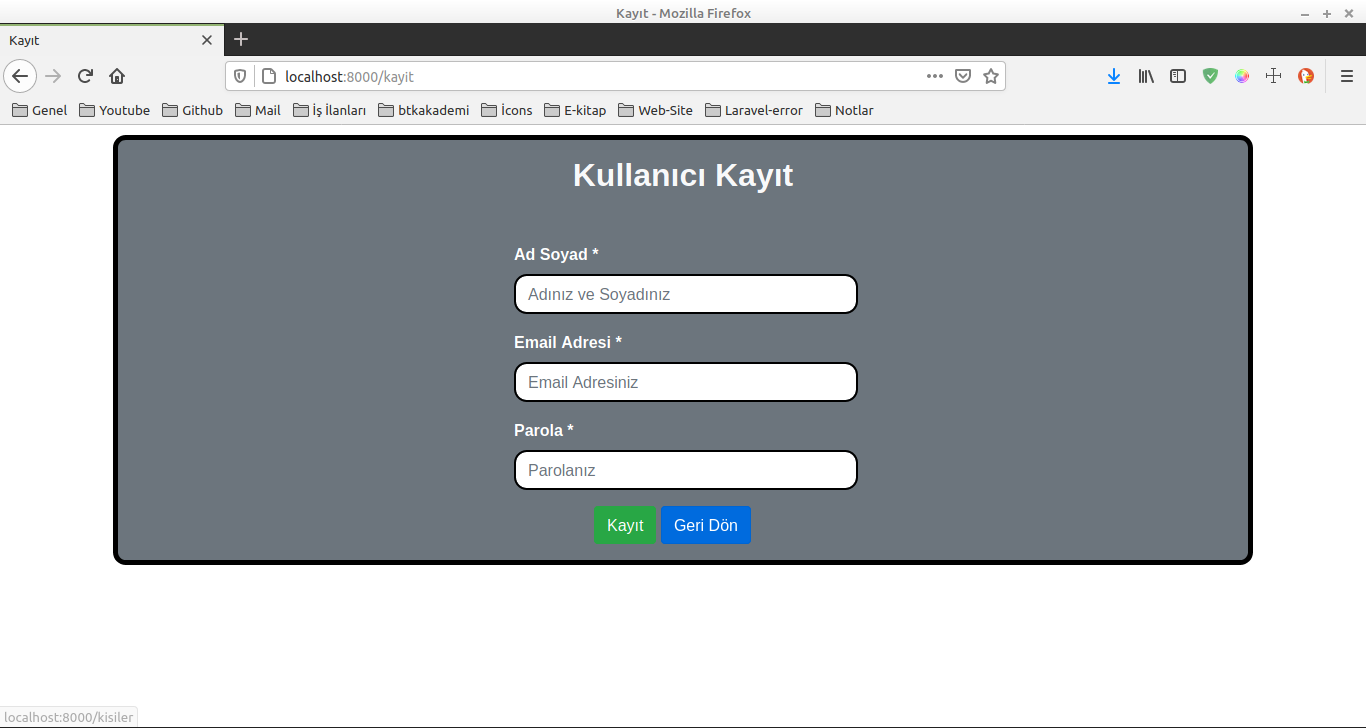 Kayıt - Mozilla Firefox
Kayıt
localhost:8000/kayit
Genel Youtube Github Mail İş İlanları btkakademi İcons E-kitap Web-Site Laravel-error Notlar
Kullanıcı Kayıt
Ad Soyad *
Adınız ve Soyadınız
Email Adresi *
Email Adresiniz
Parola *
Parolanız
Kayıt Geri Dön
localhost:8000/kisiler